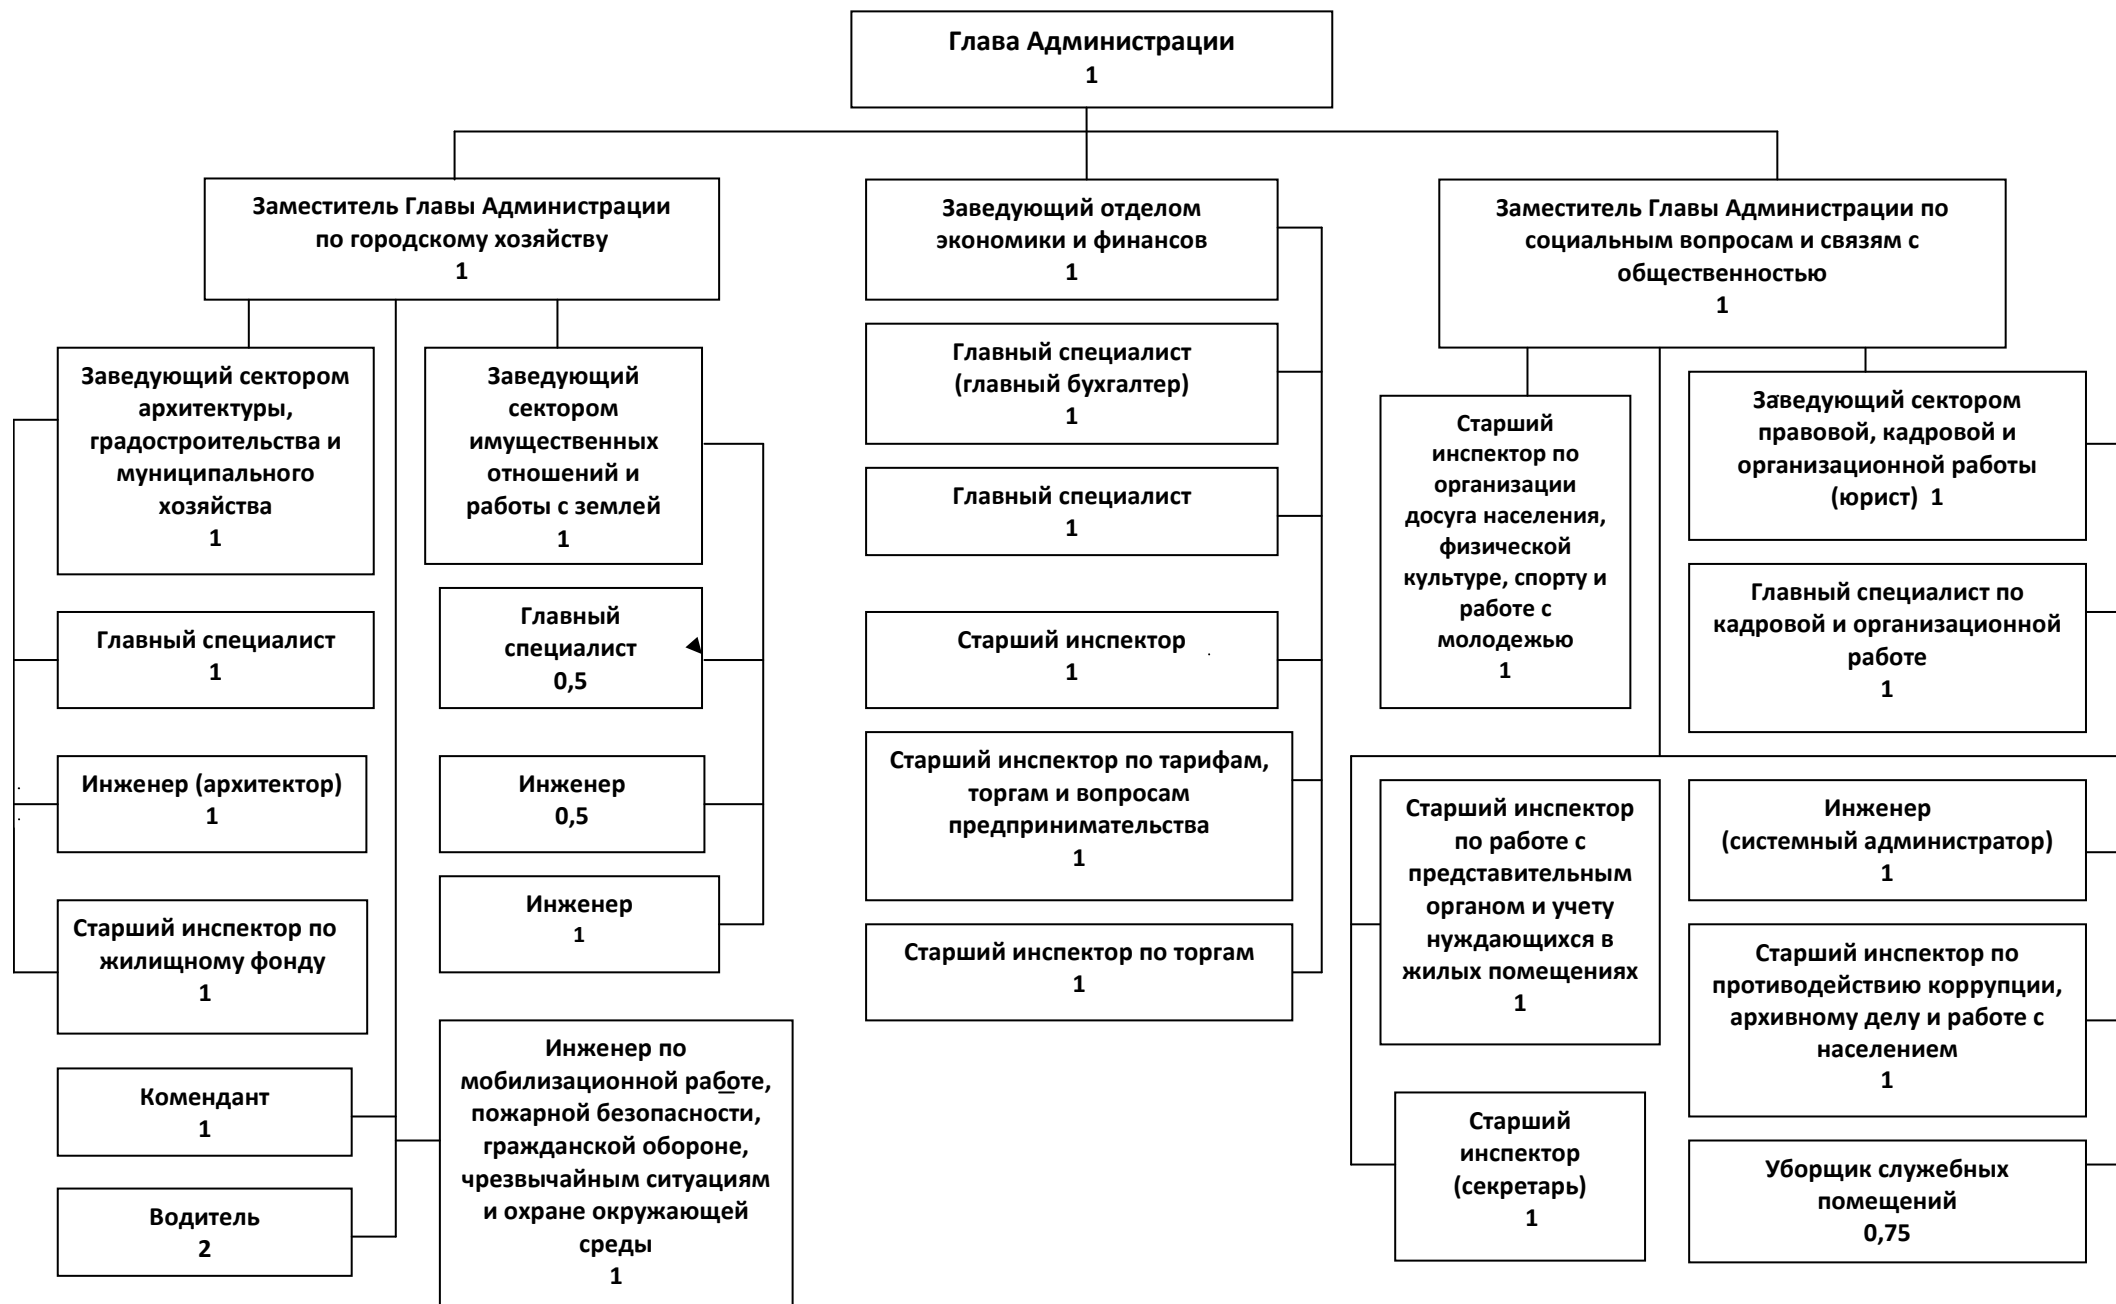 Глава Администрации
1
Заместитель Главы Администрации
по городскому хозяйству
1
Заведующий отделом
экономики и финансов
1
Заместитель Главы Администрации по
социальным вопросам и связям с
общественностью
1
Заведующий сектором
архитектуры,
градостроительства и
муниципального
хозяйства
1
Заведующий
сектором
имущественных
отношений и
работы с землей
1
Главный специалист
(главный бухгалтер)
1
Старший
инспектор по
организации
досуга населения,
физической
культуре, спорту и
работе с
молодежью
1
Заведующий сектором
правовой, кадровой и
организационной работы
(юрист) 1
Главный специалист
1
Главный специалист
1
Главный
специалист
0,5
Старший инспектор
1
Главный специалист по
кадровой и организационной
работе
1
Инженер (архитектор)
1
Инженер
0,5
Старший инспектор по тарифам,
торгам и вопросам
предпринимательства
1
Старший инспектор
по работе с
представительным
органом и учету
нуждающихся в
жилых помещениях
1
Инженер
(системный администратор)
1
Старший инспектор по
жилищному фонду
1
Инженер
1
Старший инспектор по торгам
1
Старший инспектор по
противодействию коррупции,
архивному делу и работе с
населением
1
Комендант
1
Инженер по
мобилизационной работе,
пожарной безопасности,
гражданской обороне,
чрезвычайным ситуациям
и охране окружающей
среды
1
Старший
инспектор
(секретарь)
1
Уборщик служебных
помещений
0,75
Водитель
2